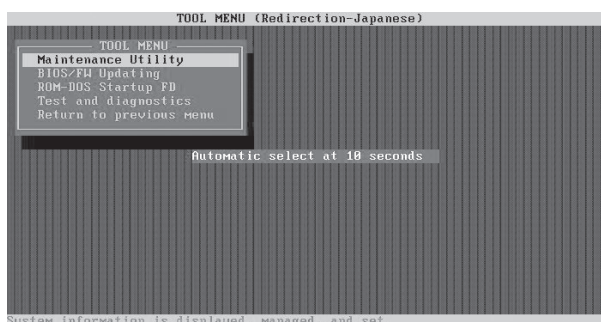 TOOL MENU (Redirection-Japanese)
TOOL MENU
Maintenance Utility
BIOS/FW Updating
ROM-DOS Startup FD
Test and diagnostics
Return to previous menu
Automatic select at 10 seconds
System information is displayed, managed, and set